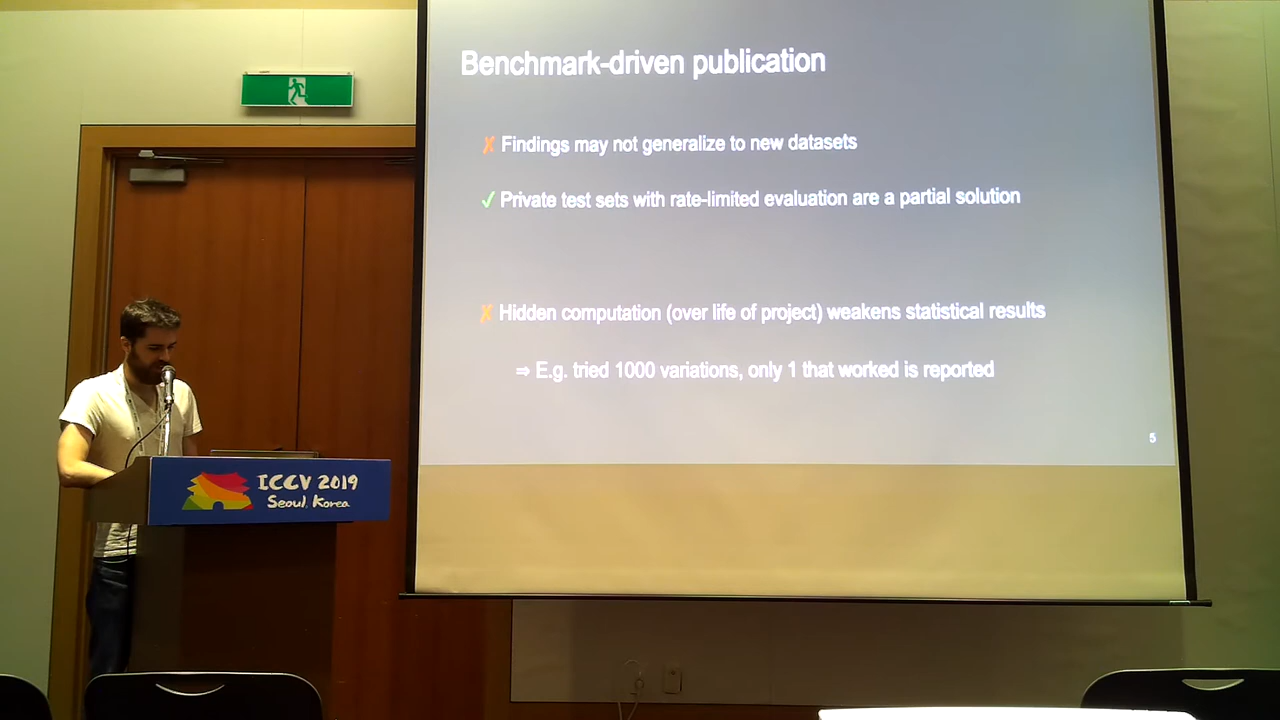 Benchmark-driven publication
✗ Findings may not generalize to new datasets
✓ Private test sets with rate-limited evaluation are a partial solution
✗ Hidden computation (over life of project) weakens statistical results
⇒ E.g. tried 1000 variations, only 1 that worked is reported
5
ICCV 2019
Seoul, Korea